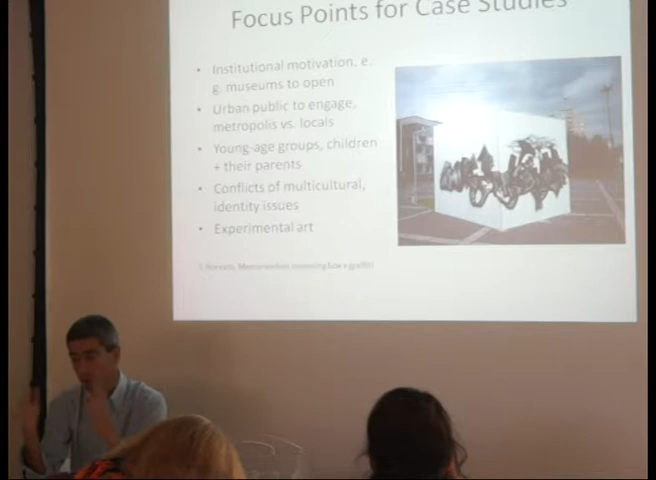 Focus Points for Case Studies
• Institutional motivation, e.
g. museums to open
• Urban public to engage,
metropolis vs. locals
• Young-age groups, children
+ their parents
• Conflicts of multicultural,
identity issues
• Experimental art